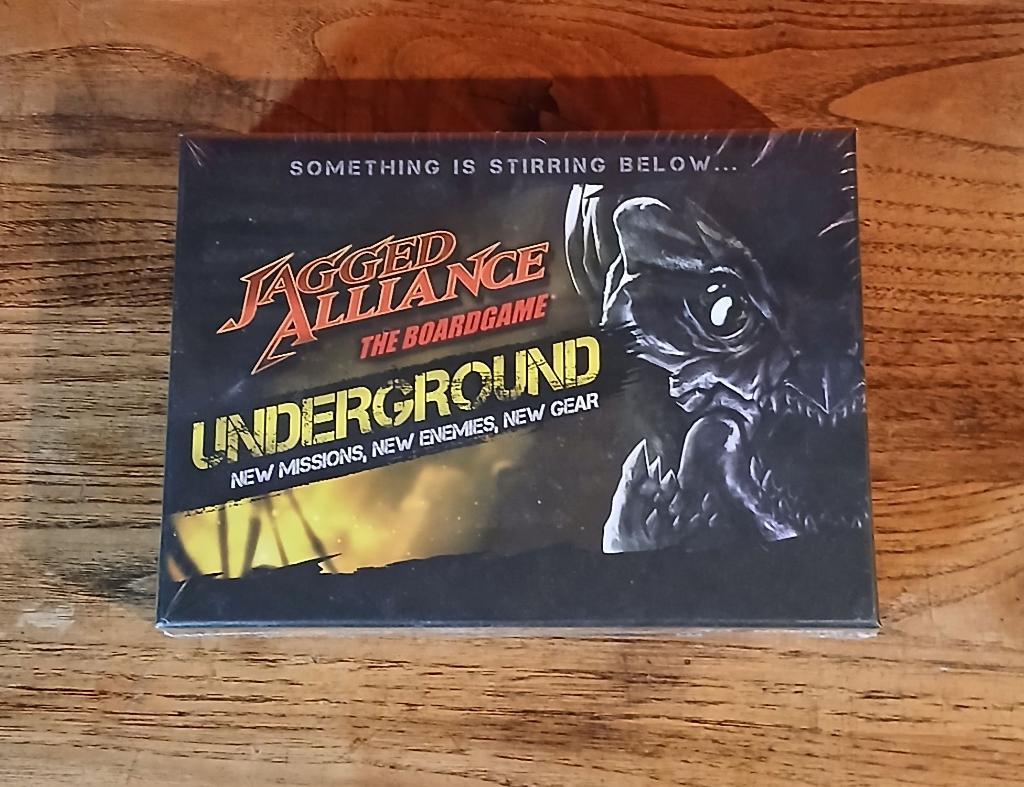 SOMETHING IS STIRRING BELOW...
JAGGED
ALLIANCE
THE BOARDGAME
UNDERGROUND
NEW MISSIONS, NEW ENEMIES, NEW GEAR